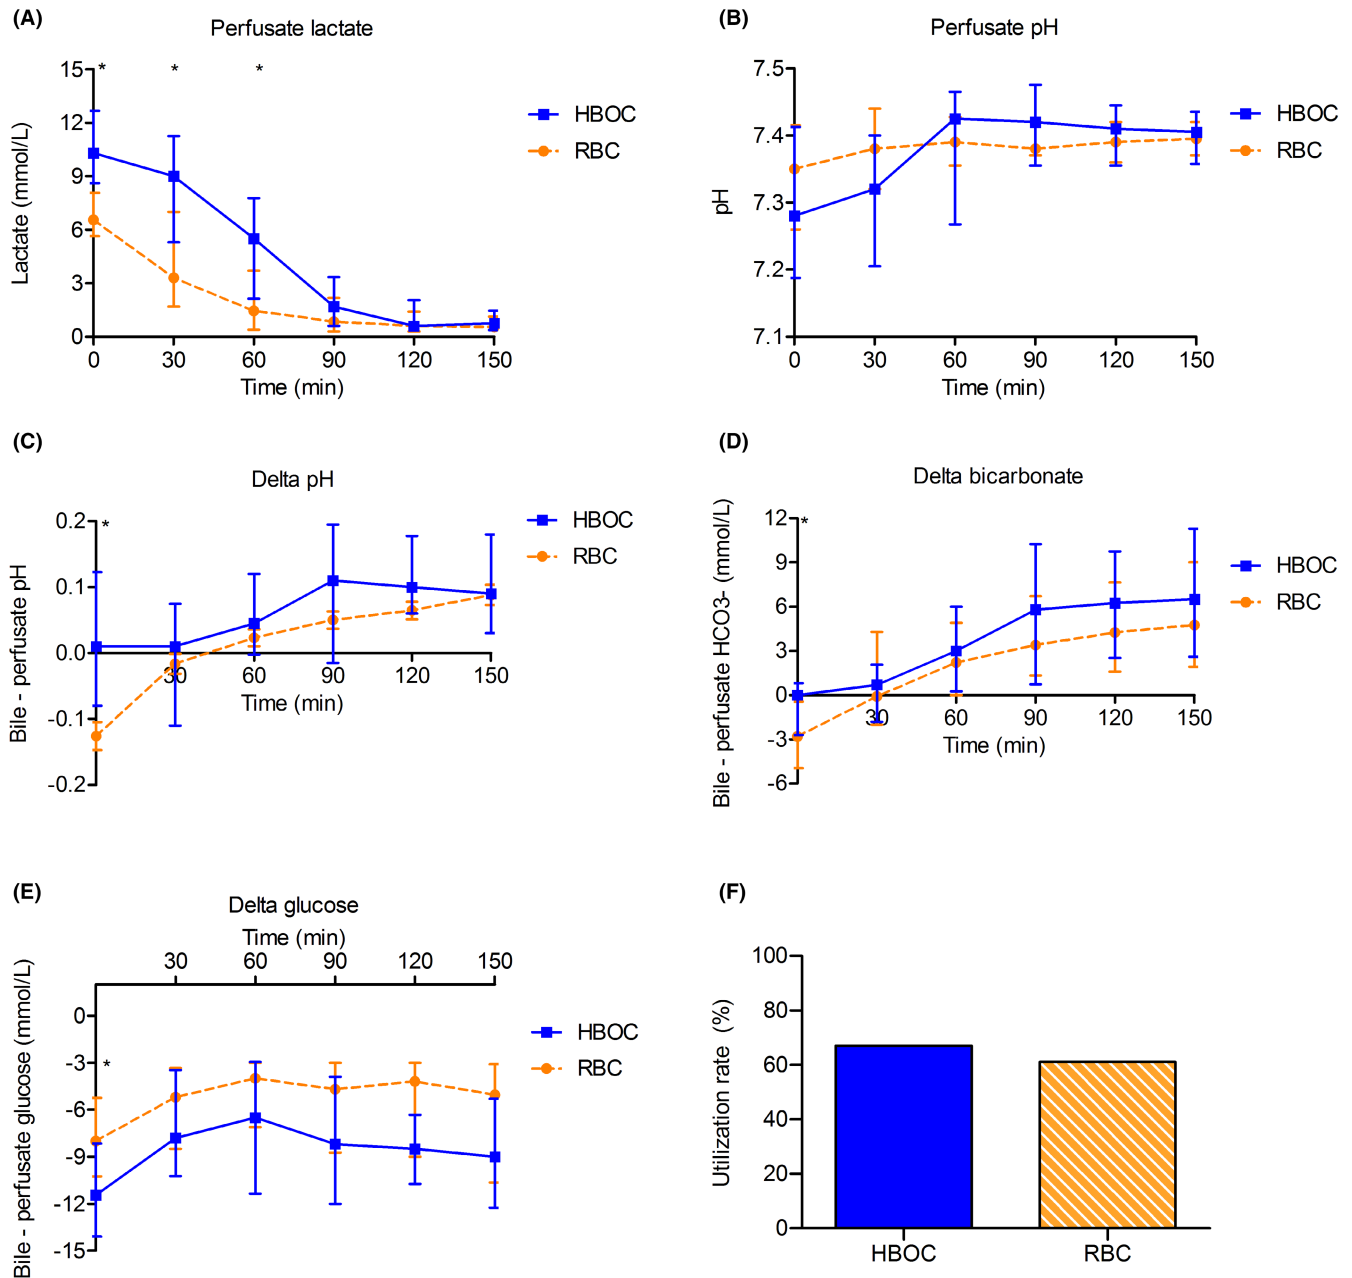 (A)
Perfusate lactate
*
*
*
15
12
9
6
3
0
Lactate (mmol/L)
0 30 60 90 120 150
Time (min)
HBOC
RBC
(B)
Perfusate pH
7.5
7.4
7.3
7.2
7.1
pH
0 30 60 90 120 150
Time (min)
HBOC
RBC
(C)
Delta pH
*
0.2
0.1
0.0
-0.1
-0.2
Bile - perfusate pH
30 60 90 120 150
Time (min)
HBOC
RBC
(D)
Delta bicarbonate
*
12
9
6
3
0
-3
-6
Bile - perfusate HCO3- (mmol/L)
30 60 90 120 150
Time (min)
HBOC
RBC
(E)
Delta glucose
Time (min)
30 60 90 120 150
0
-3
-6
-9
-12
-15
*
Bile - perfusate glucose (mmol/L)
HBOC
RBC
(F)
100
80
60
40
20
0
Utilization rate (%)
HBOC
RBC